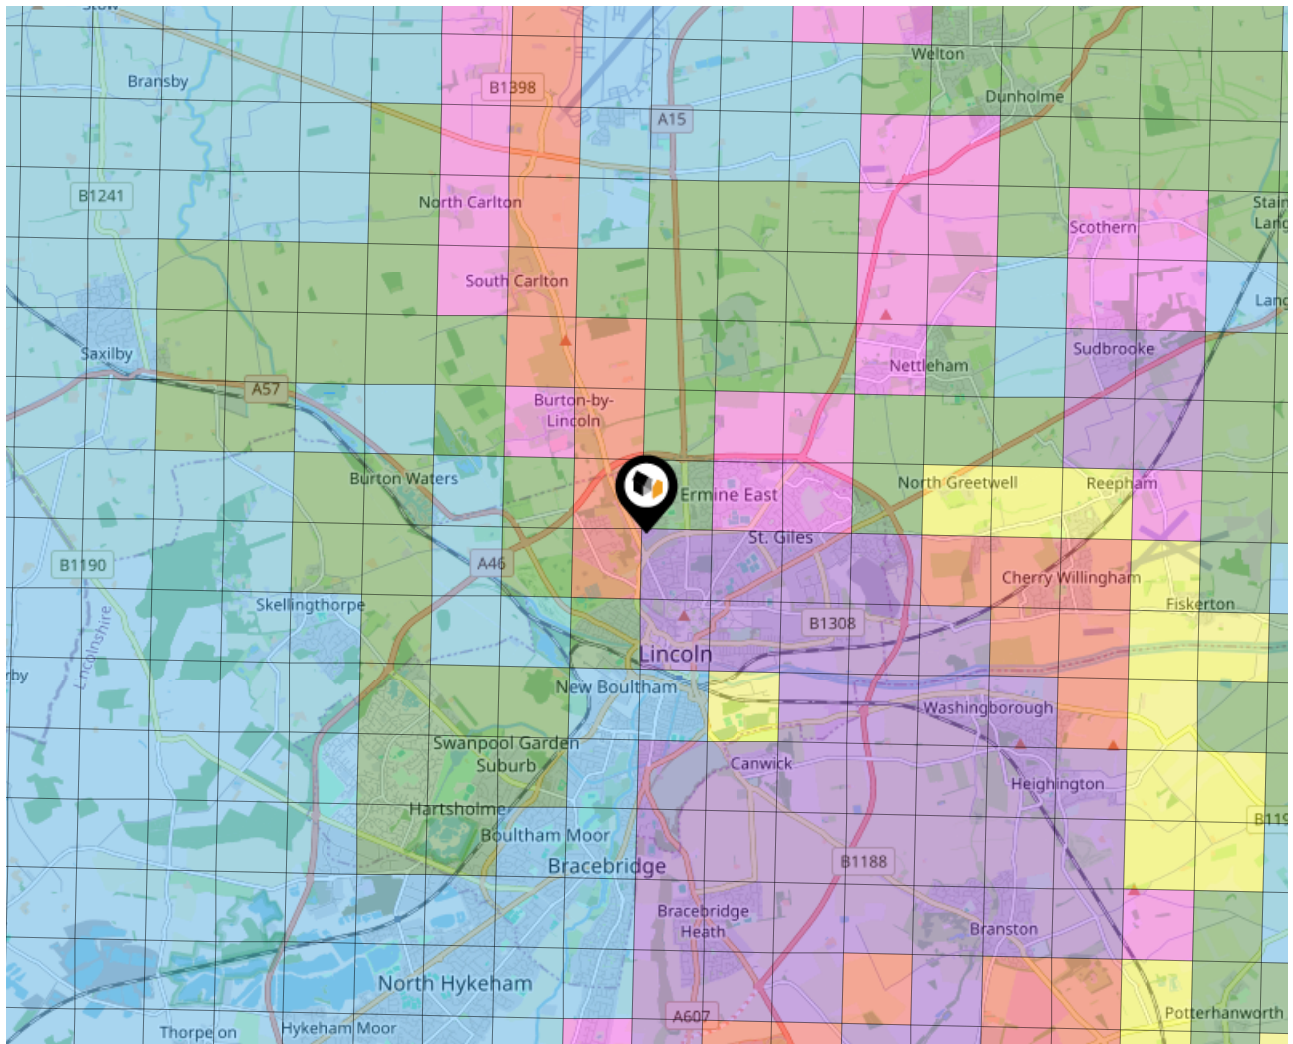 Stow
Welton
Bransby
B1398
Dunholme
A15
B1241
North Carlton
Scothern
South Carlton
Saxilby
Sudbrooke
Nettleham
A57
Burton-by-
Lincoln
Burton Waters
Ermine East
North Greetwell
Reepham
St. Giles
B1190
A46
Cherry Willingham
Skellingthorpe
Fiskerton
Lincolnshire
B1308
Lincoln
New Boultham
Washingborough
Swanpool Garden
Suburb
Canwick
Heighington
Hartsholme
Boultham Moor
Bracebridge
B1188
Bracebridge
Heath
Branston
North Hykeham
A607
Potterhanworth
Thorpe on
Hykeham Moor